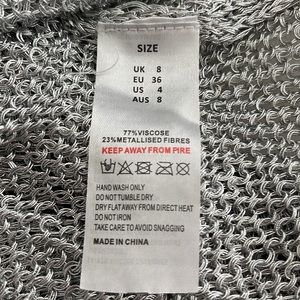 SIZE
UK 8
EU 36
US 4
AUS 8
77%VISCOSE
23%METALLISED FIBRES
KEEP AWAY FROM PIRE
HAND WASH ONLY
DO NOT TUMBLE DRY
DRY FLAT AWAY FROM DIRECT HEAT
DO NOT IRON
TAKE CARE TO AVOID SNAGGING
MADE IN CHINA